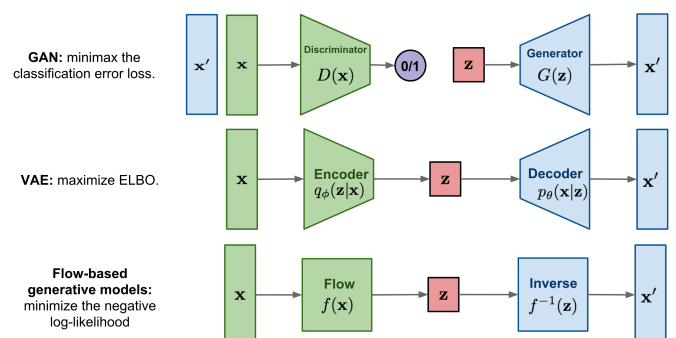 GAN: minimax the
classification error loss.
x′
x
Discriminator
D(x)
0/1
z
Generator
G(z)
x′
VAE: maximize ELBO.
x
Encoder
qϕ(z|x)
z
Decoder
pθ(x|z)
x′
Flow-based
generative models:
minimize the negative
log-likelihood
x
Flow
f(x)
z
Inverse
f⁻¹(z)
x′